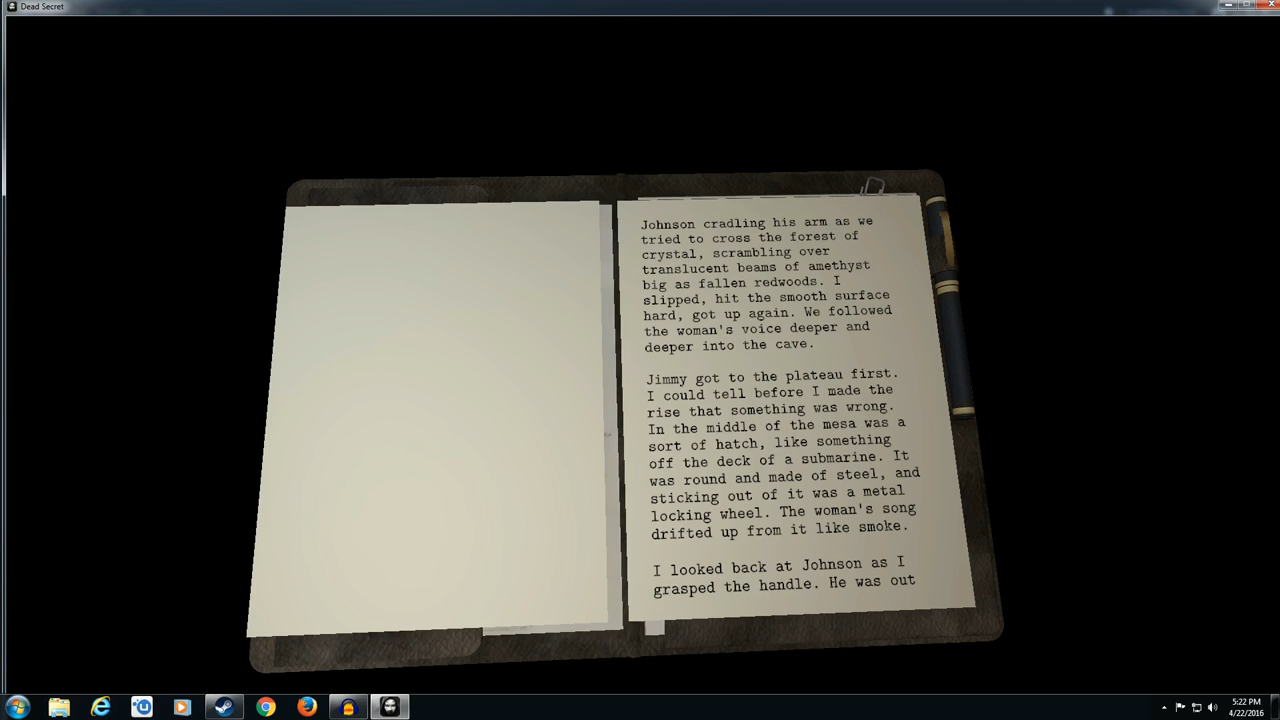 Dead Secret
Johnson cradling his arm as we
tried to cross the forest of
crystal, scrambling over
translucent beams of amethyst
big as fallen redwoods. I
slipped, hit the smooth surface
hard, got up again. We followed
the woman's voice deeper and
deeper into the cave.
Jimmy got to the plateau first.
I could tell before I made the
rise that something was wrong.
In the middle of the mesa was a
sort of hatch, like something
off the deck of a submarine. It
was round and made of steel, and
sticking out of it was a metal
locking wheel. The woman's song
drifted up from it like smoke.
I looked back at Johnson as I
grasped the handle. He was out
5:22 PM
4/22/2016